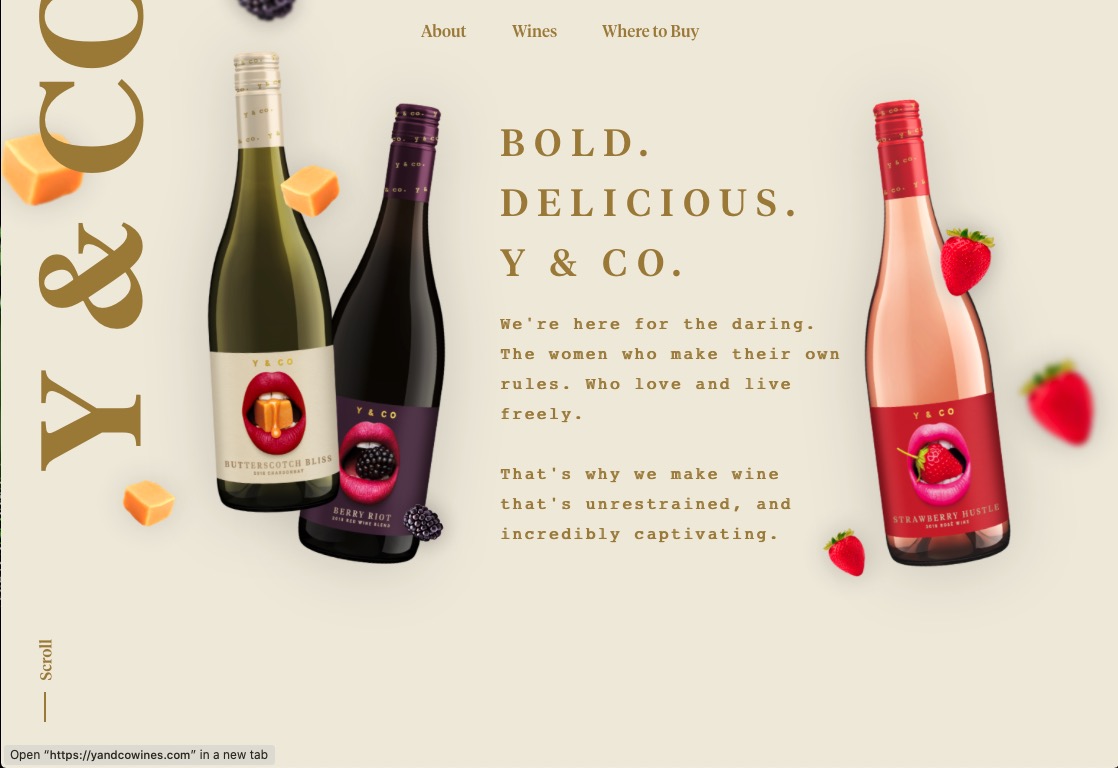 About Wines Where to Buy
Y & CO
BOLD.
DELICIOUS.
Y & CO.
We're here for the daring.
The women who make their own
rules. Who love and live
freely.
That's why we make wine
that's unrestrained, and
incredibly captivating.
Y & CO
BUTTERSCOTCH BLISS
2019 CHARDONNAY
Y & CO
BERRY RIOT
2019 RED WINE BLEND
Y & CO
STRAWBERRY HUSTLE
2019 ROSÉ WINE
Scroll
Open “https://yandcowines.com” in a new tab